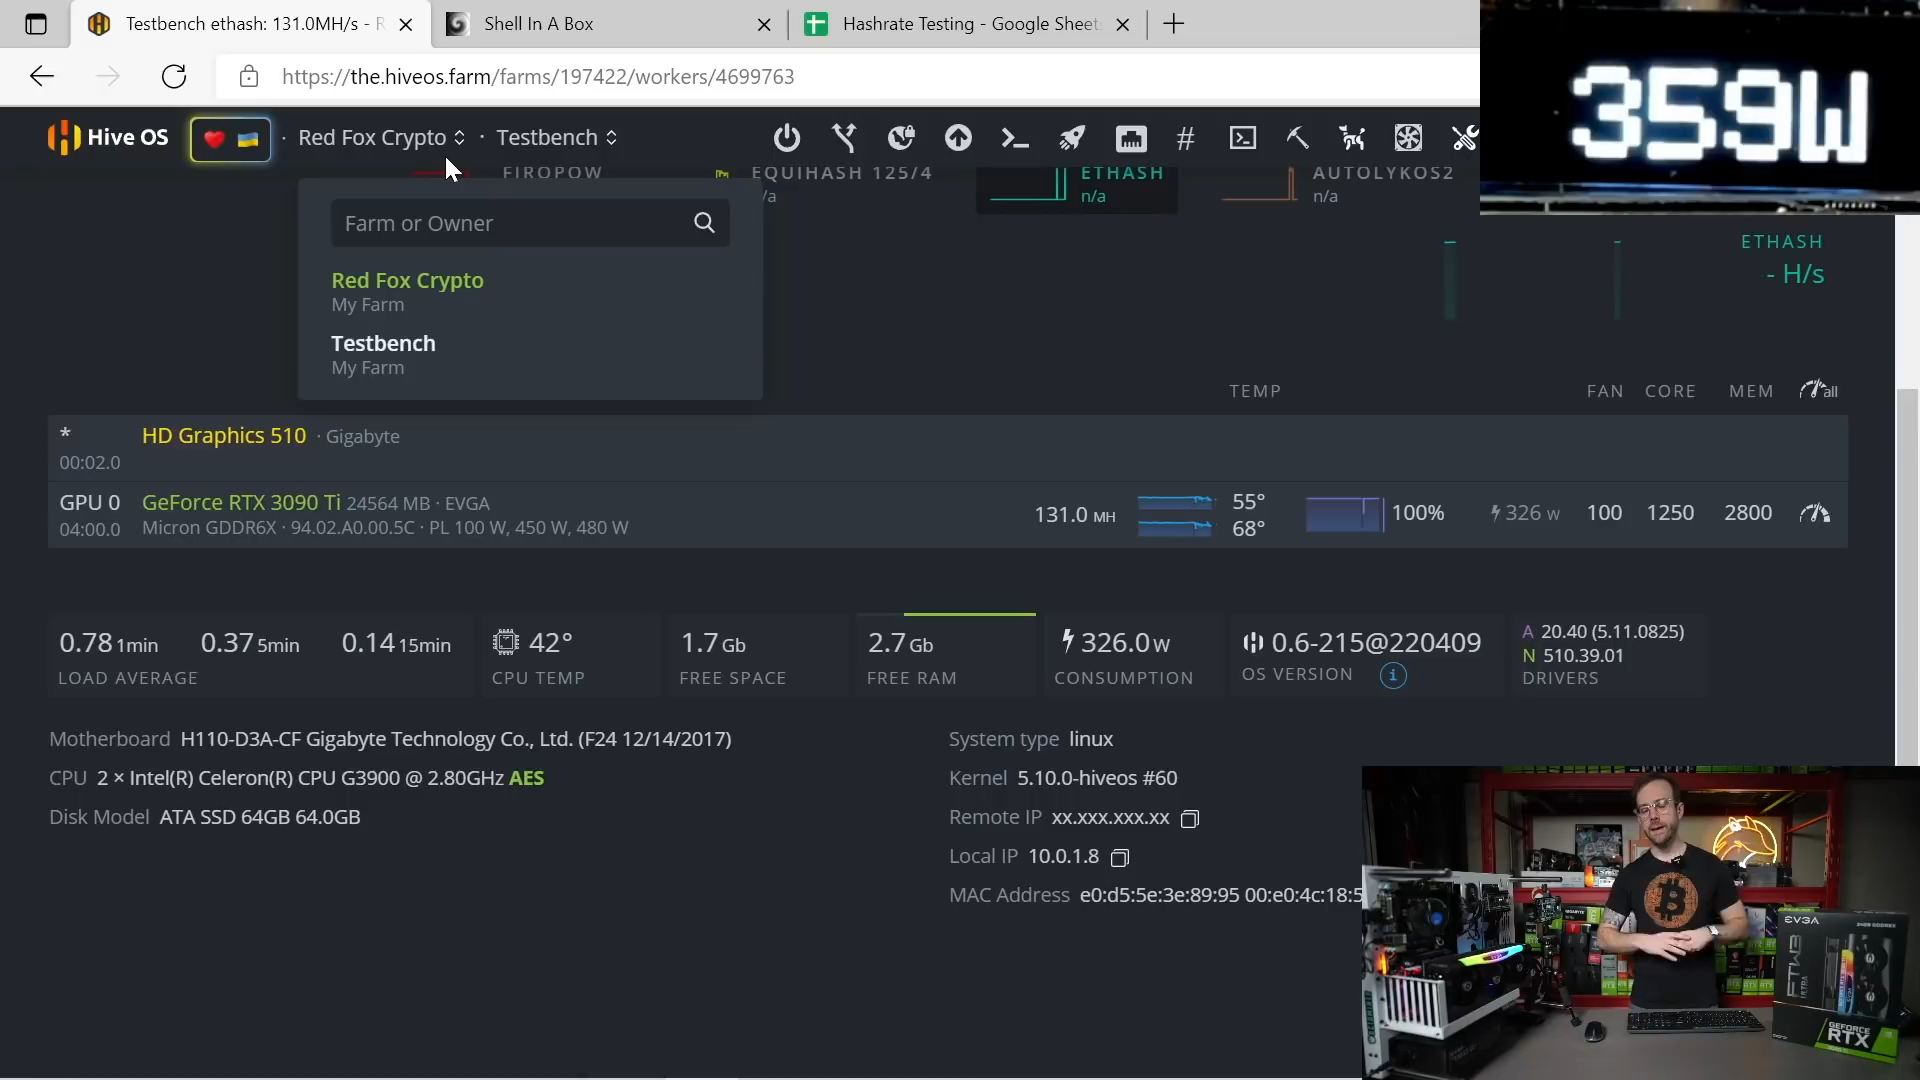 Testbench ethash: 131.0MH/s - R
Shell In A Box
Hashrate Testing - Google Sheets
https://the.hiveos.farm/farms/197422/workers/4699763
359W
Hive OS
· Red Fox Crypto
· Testbench
FIROPOW
EQUIHASH 125/4
/a
ETHASH
n/a
AUTOLYKOS2
n/a
Farm or Owner
Red Fox Crypto
My Farm
Testbench
My Farm
ETHASH
- H/s
TEMP
FAN
CORE
MEM
all
*
HD Graphics 510 · Gigabyte
00:02.0
GPU 0
GeForce RTX 3090 Ti 24564 MB · EVGA
04:00.0
Micron GDDR6X · 94.02.A0.00.5C · PL 100 W, 450 W, 480 W
131.0 MH
55°
68°
100%
326 W
100
1250
2800
0.78 1min
0.37 5min
0.14 15min
LOAD AVERAGE
42°
CPU TEMP
1.7 Gb
FREE SPACE
2.7 Gb
FREE RAM
326.0 W
CONSUMPTION
0.6-215@220409
OS VERSION
A 20.40 (5.11.0825)
N 510.39.01
DRIVERS
Motherboard H110-D3A-CF Gigabyte Technology Co., Ltd. (F24 12/14/2017)
CPU 2 × Intel(R) Celeron(R) CPU G3900 @ 2.80GHz AES
Disk Model ATA SSD 64GB 64.0GB
System type linux
Kernel 5.10.0-hiveos #60
Remote IP xx.xxx.xxx.xx
Local IP 10.0.1.8
MAC Address e0:d5:5e:3e:89:95 00:e0:4c:18:5
EVGA
FTW3
ULTRA
GEFORCE
RTX